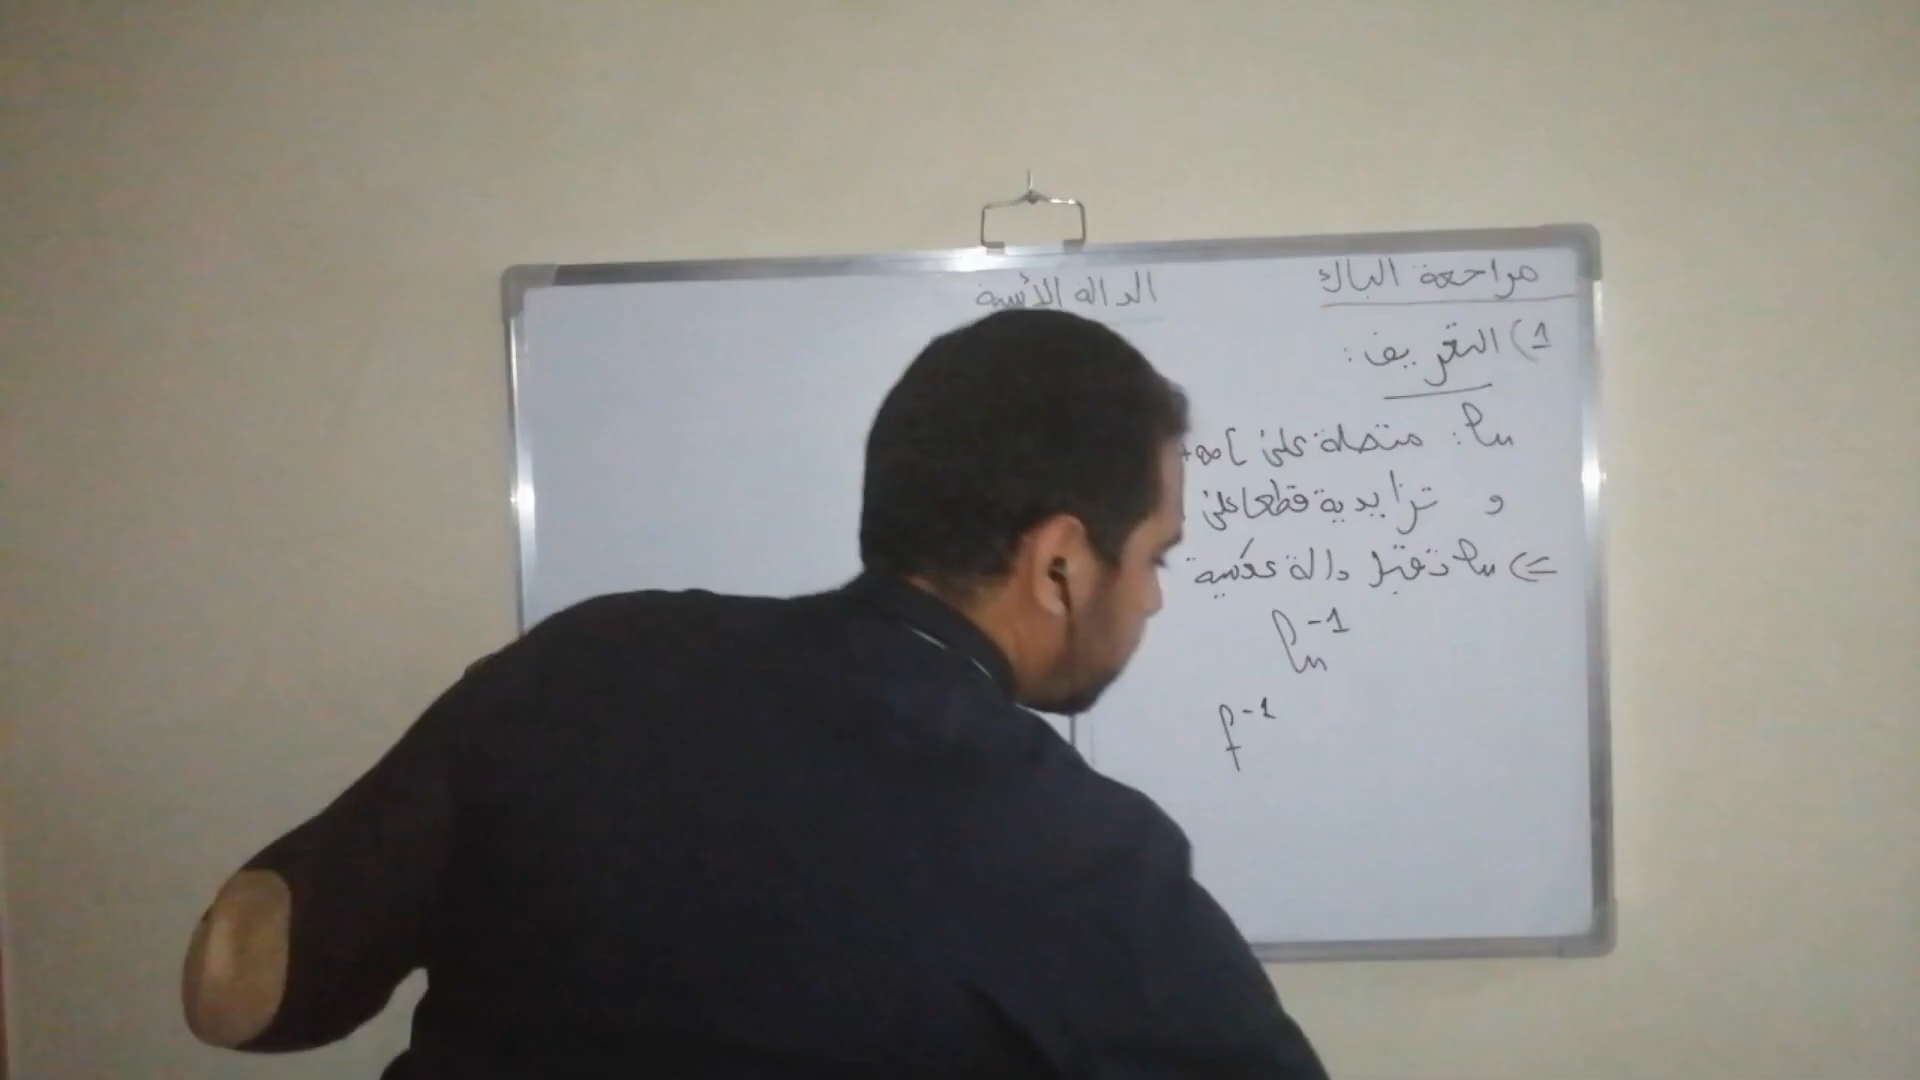 مراجعة الباك
الدالة الأسية
1) التعريف:
ln: متصلة على ]+∞
و تزايدية قطعا على
=> ln تقبل دالة عكسية
ln⁻¹
f⁻¹